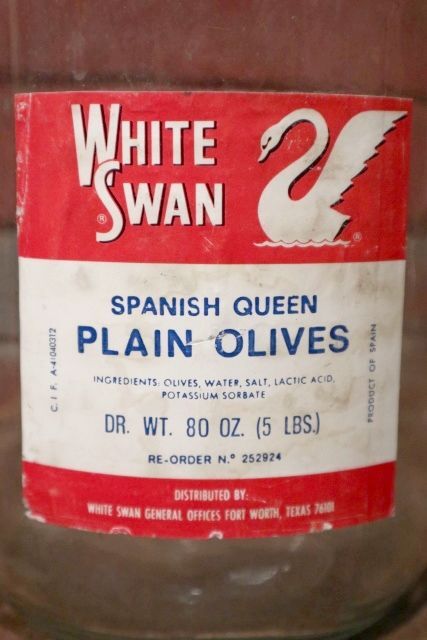 WHITE
SWAN
®
®
SPANISH QUEEN
PLAIN OLIVES
INGREDIENTS: OLIVES, WATER, SALT, LACTIC ACID,
POTASSIUM SORBATE
DR. WT. 80 OZ. (5 LBS.)
RE-ORDER N.º 252924
C. I. F. A-41040312
PRODUCT OF SPAIN
DISTRIBUTED BY:
WHITE SWAN GENERAL OFFICES FORT WORTH, TEXAS 76101